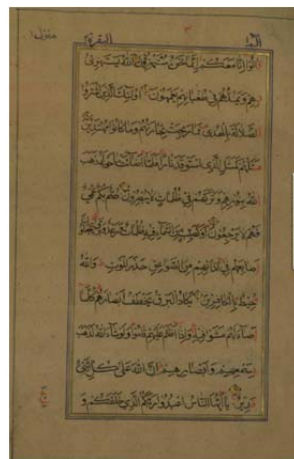 البقرة
قالوا انا معكم انما نحن مستهزؤن الله يستهزئ
بهم ويمدهم في طغيانهم يعمهون اولئك الذين اشتروا
الضلالة بالهدى فما ربحت تجارتهم وما كانوا مهتدين
مثلهم كمثل الذي استوقد نارا فلما اضاءت ما حوله ذهب
الله بنورهم وتركهم في ظلمات لا يبصرون صم بكم عمي
فهم لا يرجعون او كصيب من السماء فيه ظلمات ورعد وبرق يجعلون
اصابعهم في اذانهم من الصواعق حذر الموت والله
محيط بالكافرين يكاد البرق يخطف ابصارهم كلما
اضاء لهم مشوا فيه واذا اظلم عليهم قاموا ولو شاء الله لذهب
بسمعهم وابصارهم ان الله على كل شئ
قدير يا ايها الناس اعبدوا ربكم الذي خلقكم و